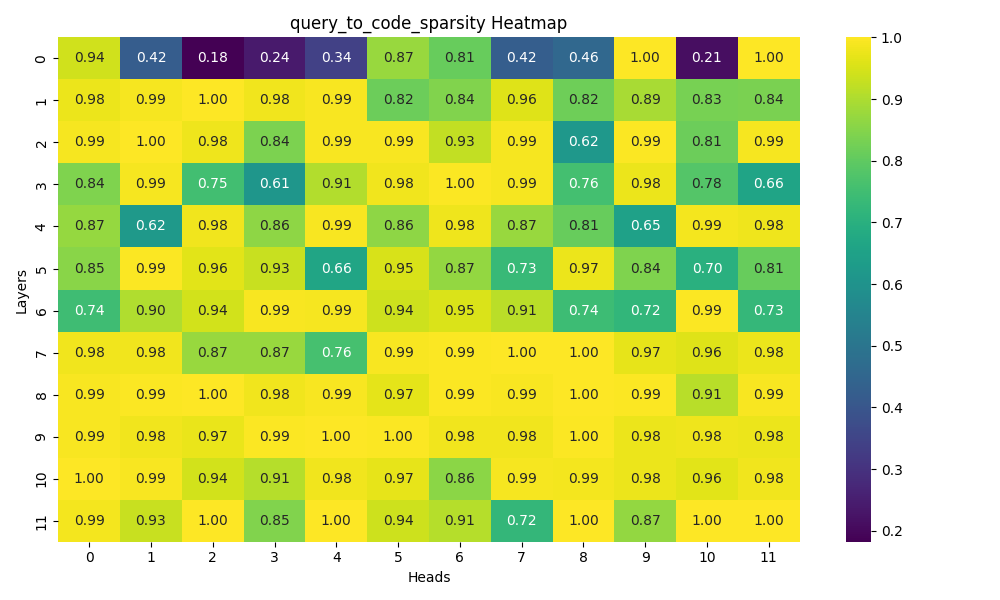 query_to_code_sparsity Heatmap
0 0.94 0.42 0.18 0.24 0.34 0.87 0.81 0.42 0.46 1.00 0.21 1.00
1 0.98 0.99 1.00 0.98 0.99 0.82 0.84 0.96 0.82 0.89 0.83 0.84
2 0.99 1.00 0.98 0.84 0.99 0.99 0.93 0.99 0.62 0.99 0.81 0.99
3 0.84 0.99 0.75 0.61 0.91 0.98 1.00 0.99 0.76 0.98 0.78 0.66
4 0.87 0.62 0.98 0.86 0.99 0.86 0.98 0.87 0.81 0.65 0.99 0.98
5 0.85 0.99 0.96 0.93 0.66 0.95 0.87 0.73 0.97 0.84 0.70 0.81
6 0.74 0.90 0.94 0.99 0.99 0.94 0.95 0.91 0.74 0.72 0.99 0.73
7 0.98 0.98 0.87 0.87 0.76 0.99 0.99 1.00 1.00 0.97 0.96 0.98
8 0.99 0.99 1.00 0.98 0.99 0.97 0.99 0.99 1.00 0.99 0.91 0.99
9 0.99 0.98 0.97 0.99 1.00 1.00 0.98 0.98 1.00 0.98 0.98 0.98
10 1.00 0.99 0.94 0.91 0.98 0.97 0.86 0.99 0.99 0.98 0.96 0.98
11 0.99 0.93 1.00 0.85 1.00 0.94 0.91 0.72 1.00 0.87 1.00 1.00
0 1 2 3 4 5 6 7 8 9 10 11
Heads
Layers
1.0
0.9
0.8
0.7
0.6
0.5
0.4
0.3
0.2